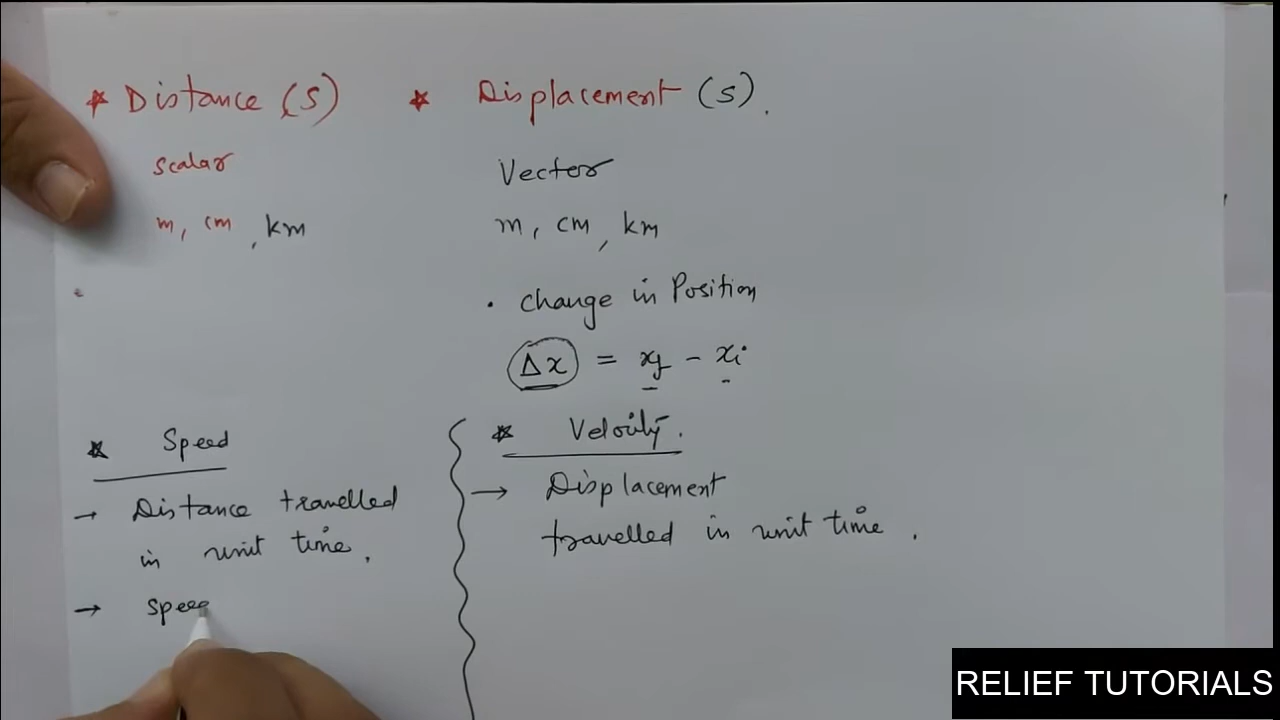 * Distance (S)
* Displacement (s).
scalar
Vector
m, cm, km
m, cm, km
• change in Position
Δx = xf - xi
* Speed
* Velocity.
→ Distance travelled
in unit time.
→ Displacement
travelled in unit time.
→ Speed
RELIEF TUTORIALS